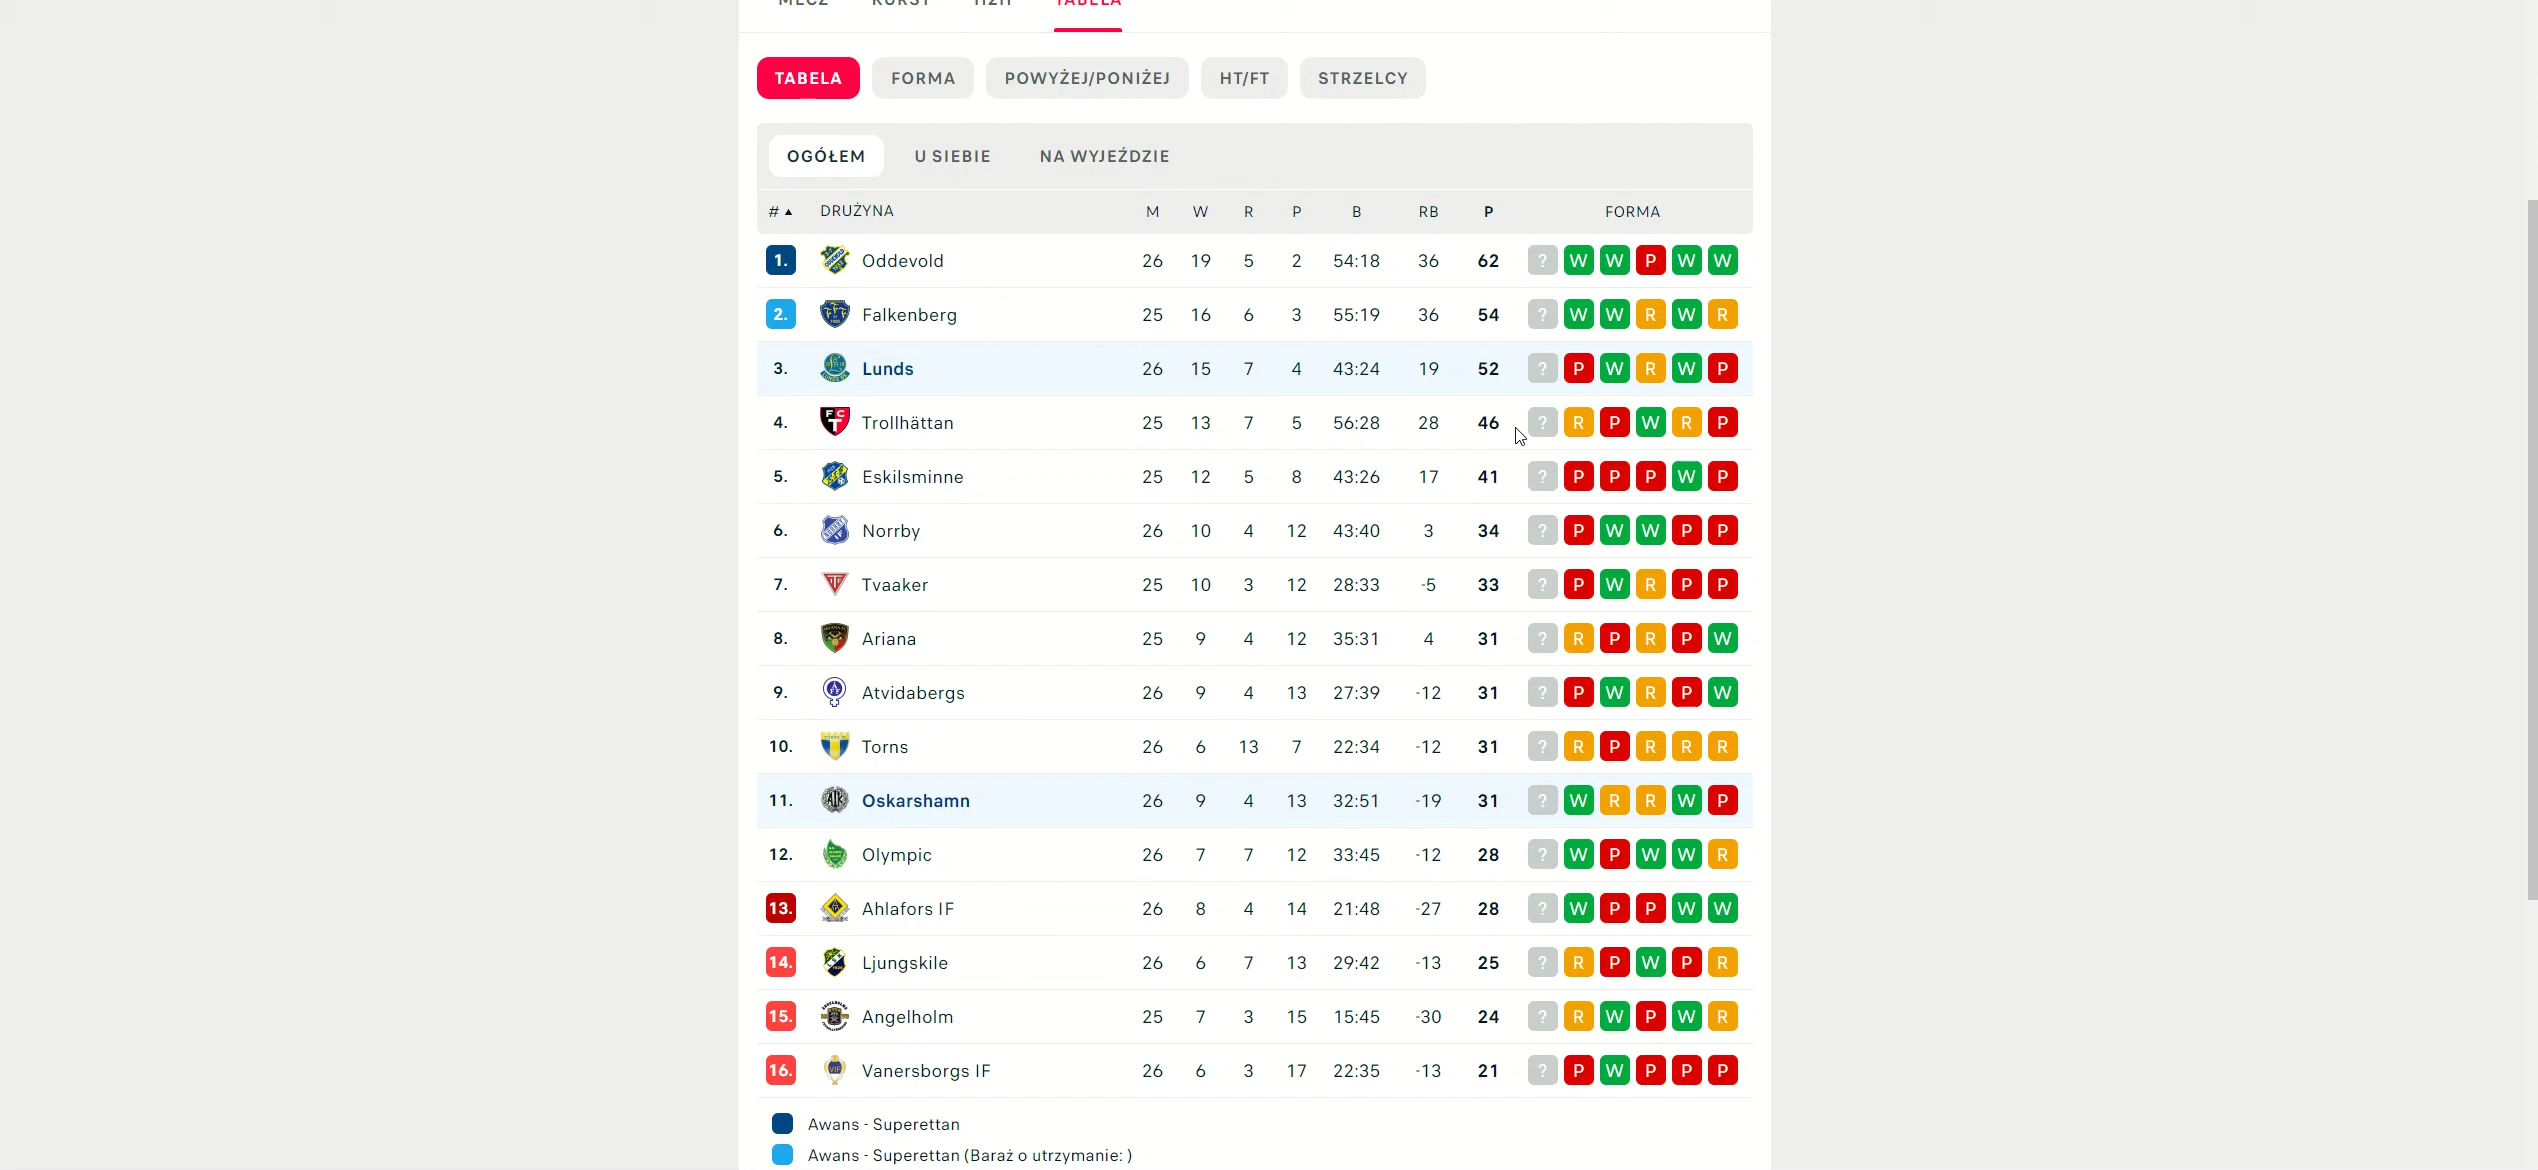 MECZ KURSY H2H TABELA
TABELA FORMA POWYŻEJ/PONIŻEJ HT/FT STRZELCY
OGÓŁEM U SIEBIE NA WYJEŹDZIE
# DRUŻYNA M W R P B RB P FORMA
1. Oddevold 26 19 5 2 54:18 36 62 ? W W P W W
2. Falkenberg 25 16 6 3 55:19 36 54 ? W W R W R
3. Lunds 26 15 7 4 43:24 19 52 ? P W R W P
4. Trollhättan 25 13 7 5 56:28 28 46 ? R P W R P
5. Eskilsminne 25 12 5 8 43:26 17 41 ? P P P W P
6. Norrby 26 10 4 12 43:40 3 34 ? P W W P P
7. Tvaaker 25 10 3 12 28:33 -5 33 ? P W R P P
8. Ariana 25 9 4 12 35:31 4 31 ? R P R P W
9. Atvidabergs 26 9 4 13 27:39 -12 31 ? P W R P W
10. Torns 26 6 13 7 22:34 -12 31 ? R P R R R
11. Oskarshamn 26 9 4 13 32:51 -19 31 ? W R R W P
12. Olympic 26 7 7 12 33:45 -12 28 ? W P W W R
13. Ahlafors IF 26 8 4 14 21:48 -27 28 ? W P P W W
14. Ljungskile 26 6 7 13 29:42 -13 25 ? R P W P R
15. Angelholm 25 7 3 15 15:45 -30 24 ? R W P W R
16. Vanersborgs IF 26 6 3 17 22:35 -13 21 ? P W P P P
Awans - Superettan
Awans - Superettan (Baraż o utrzymanie: )